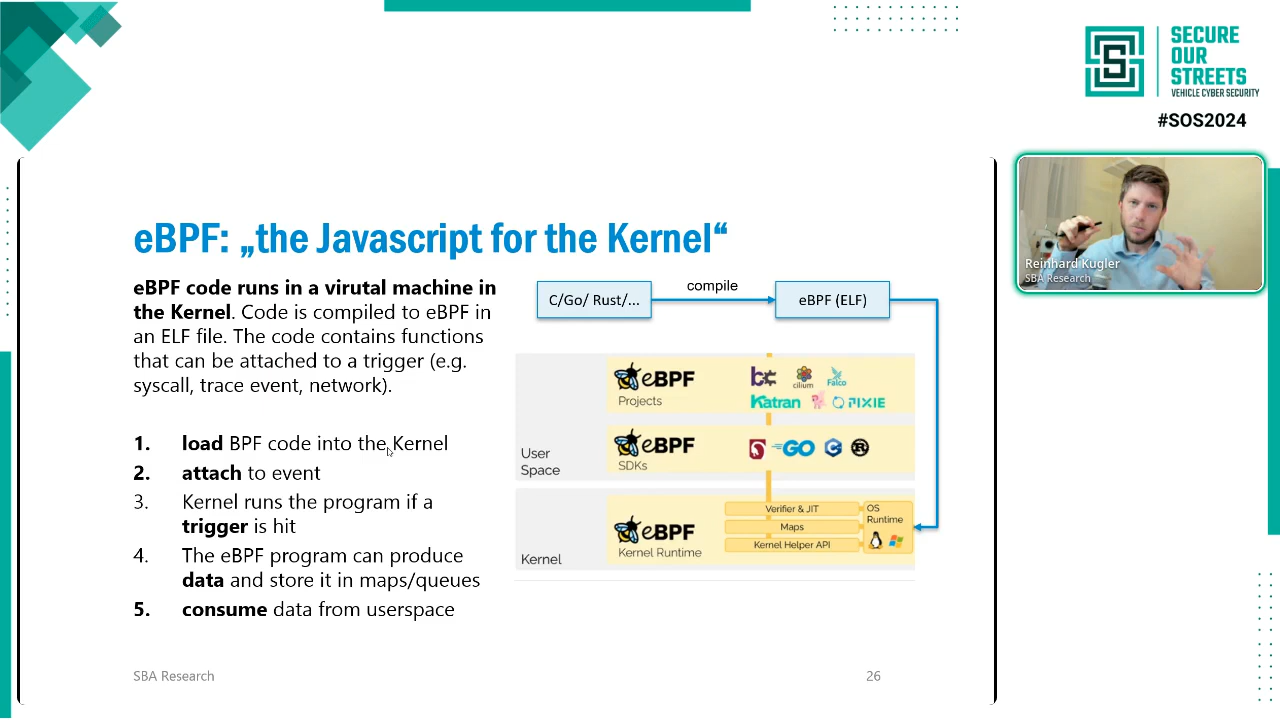 SECURE
OUR
STREETS
VEHICLE CYBER SECURITY
#SOS2024
Reinhard Kugler
SBA Research
eBPF: „the Javascript for the Kernel“
eBPF code runs in a virutal machine in
the Kernel. Code is compiled to eBPF in
an ELF file. The code contains functions
that can be attached to a trigger (e.g.
syscall, trace event, network).
1. load BPF code into the Kernel
2. attach to event
3. Kernel runs the program if a
trigger is hit
4. The eBPF program can produce
data and store it in maps/queues
5. consume data from userspace
C/Go/ Rust/...
compile
eBPF (ELF)
eBPF
Projects
cilium
Falco
Katran
PIXIE
User
Space
eBPF
SDKs
GO
C
Kernel
eBPF
Kernel Runtime
Verifier & JIT
Maps
Kernel Helper API
OS
Runtime
SBA Research
26